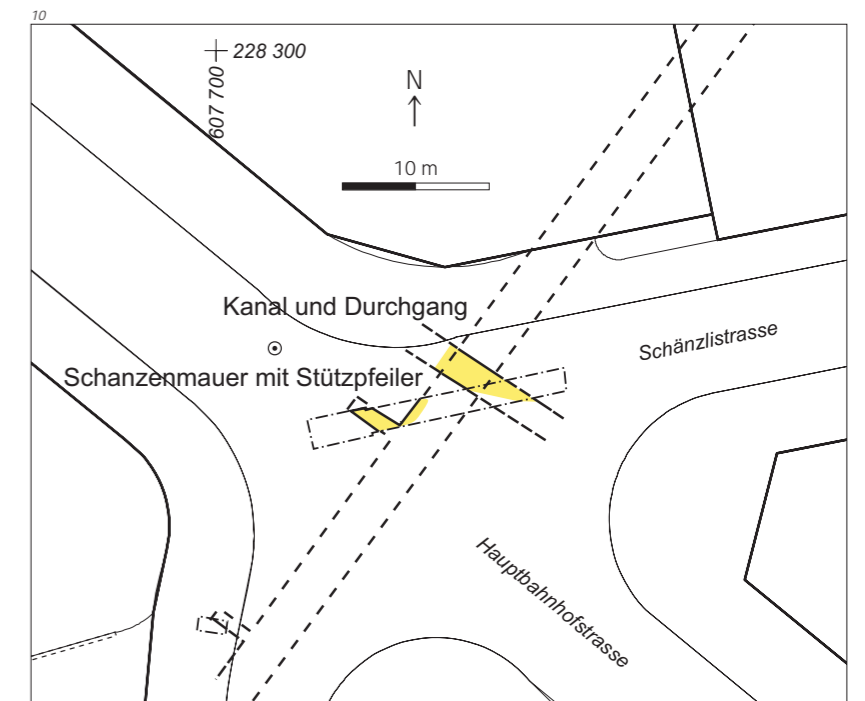 10
228 300
607 700
N
10 m
Kanal und Durchgang
Schänzlistrasse
Schanzenmauer mit Stützpfeiler
Hauptbahnhofstrasse